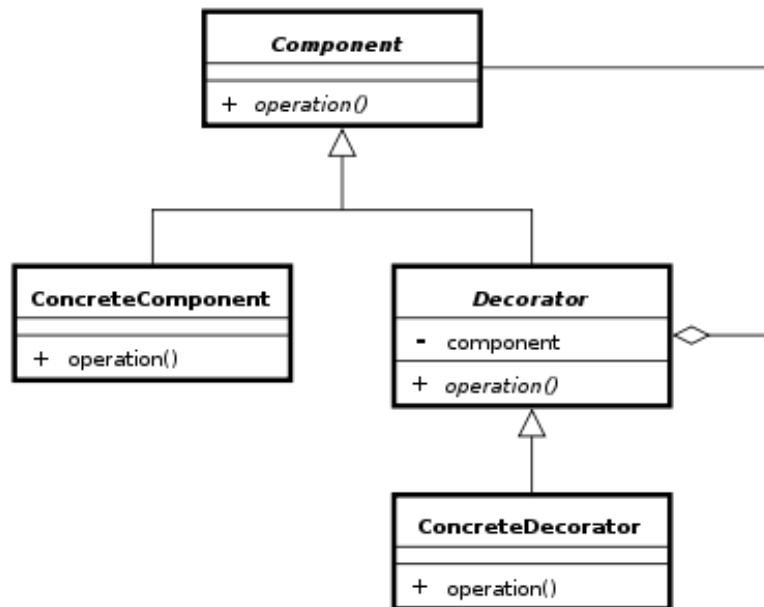 Component
+ operation()
ConcreteComponent
+ operation()
Decorator
- component
+ operation()
ConcreteDecorator
+ operation()